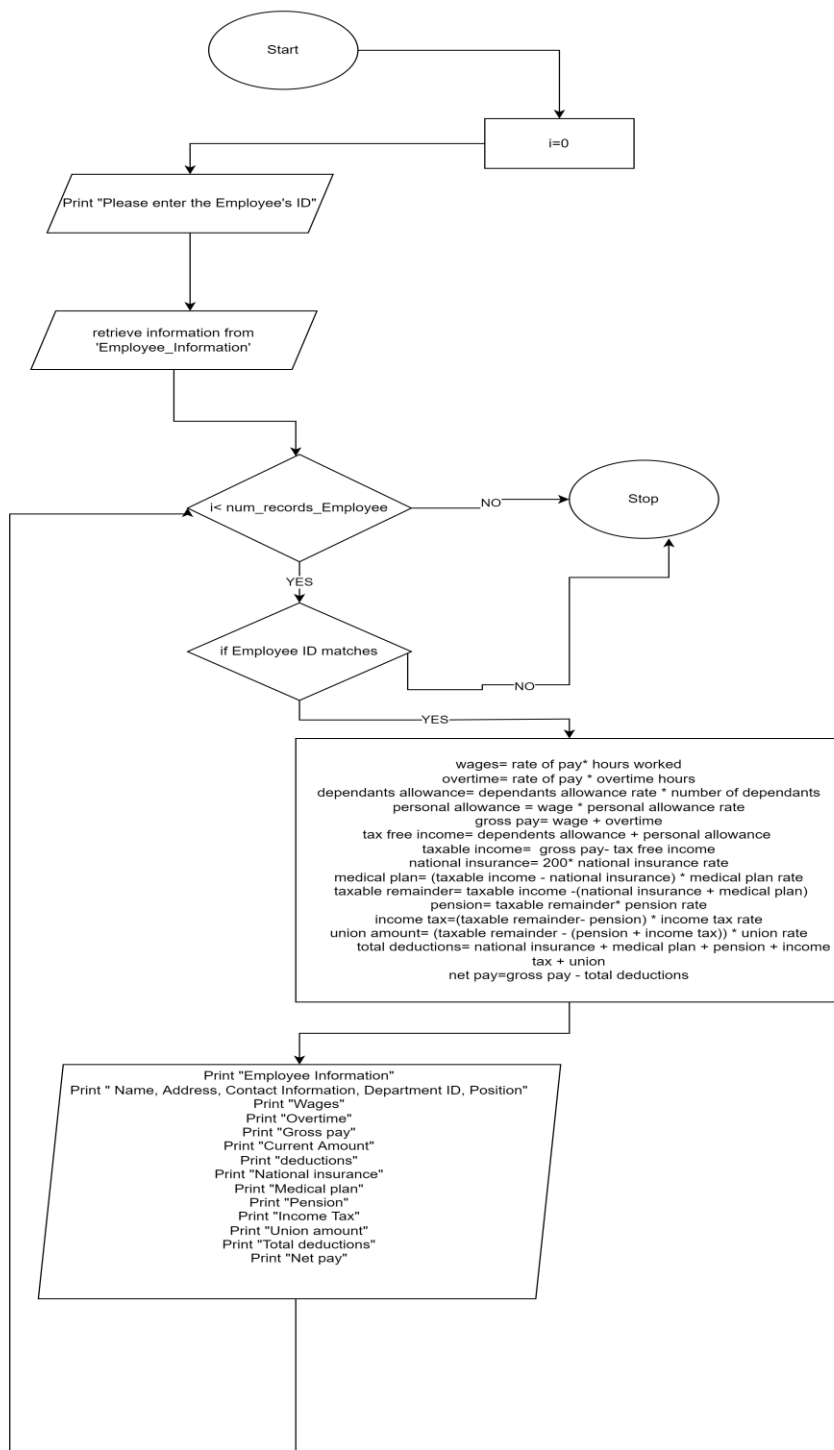 Start
i=0
Print "Please enter the Employee's ID"
retrieve information from
'Employee_Information'
i< num_records_Employee
NO
Stop
YES
if Employee ID matches
NO
YES
wages= rate of pay* hours worked
overtime= rate of pay * overtime hours
dependants allowance= dependants allowance rate * number of dependants
personal allowance = wage * personal allowance rate
gross pay= wage + overtime
tax free income= dependents allowance + personal allowance
taxable income=  gross pay- tax free income
national insurance= 200* national insurance rate
medical plan= (taxable income - national insurance) * medical plan rate
taxable remainder= taxable income -(national insurance + medical plan)
pension= taxable remainder* pension rate
income tax=(taxable remainder- pension) * income tax rate
union amount= (taxable remainder - (pension + income tax)) * union rate
total deductions= national insurance + medical plan + pension + income
tax + union
net pay=gross pay - total deductions
Print "Employee Information"
Print " Name, Address, Contact Information, Department ID, Position"
Print "Wages"
Print "Overtime"
Print "Gross pay"
Print "Current Amount"
Print "deductions"
Print "National insurance"
Print "Medical plan"
Print "Pension"
Print "Income Tax"
Print "Union amount"
Print "Total deductions"
Print "Net pay"